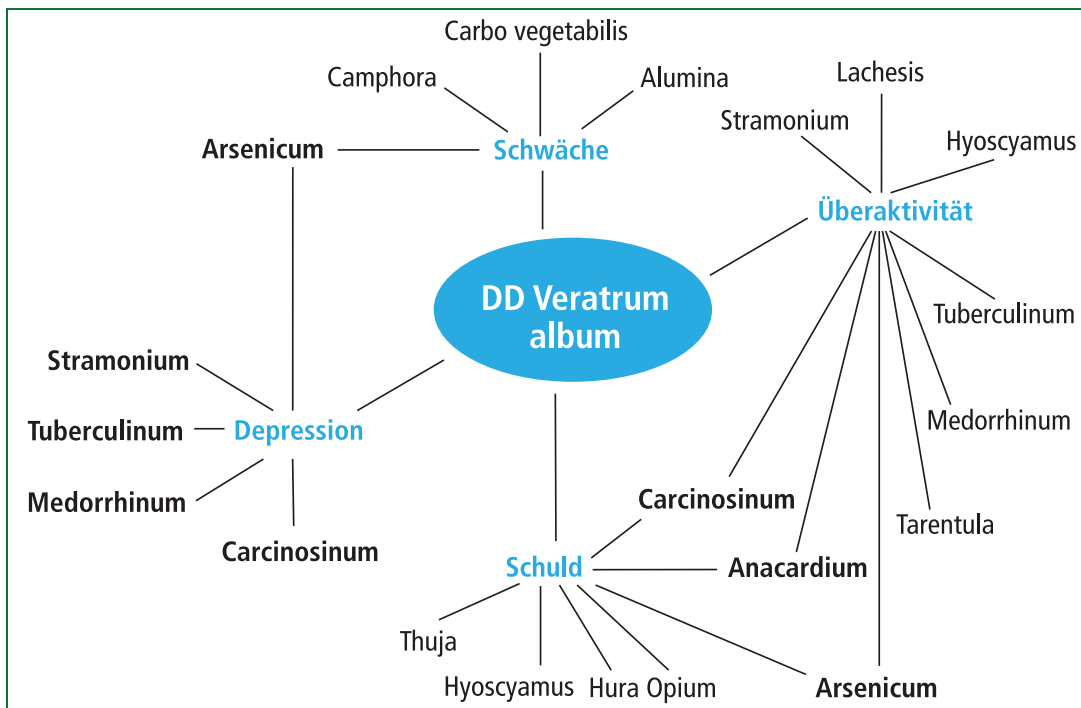 Carbo vegetabilis
Camphora
Alumina
Lachesis
Stramonium
Hyoscyamus
Arsenicum
Schwäche
Überaktivität
DD Veratrum
album
Tuberculinum
Stramonium
Tuberculinum
Depression
Medorrhinum
Medorrhinum
Carcinosinum
Carcinosinum
Tarentula
Schuld
Anacardium
Thuja
Hyoscyamus
Hura Opium
Arsenicum